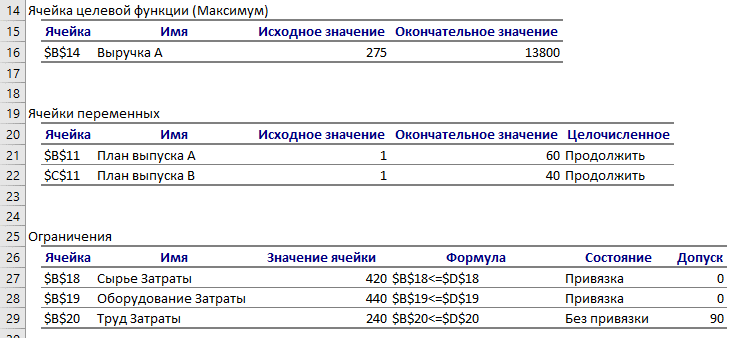 14 Ячейка целевой функции (Максимум)
15 Ячейка Имя Исходное значение Окончательное значение
16 $B$14 Выручка А 275 13800
17
18
19 Ячейки переменных
20 Ячейка Имя Исходное значение Окончательное значение Целочисленное
21 $B$11 План выпуска А 1 60 Продолжить
22 $C$11 План выпуска В 1 40 Продолжить
23
24
25 Ограничения
26 Ячейка Имя Значение ячейки Формула Состояние Допуск
27 $B$18 Сырье Затраты 420 $B$18<=$D$18 Привязка 0
28 $B$19 Оборудование Затраты 440 $B$19<=$D$19 Привязка 0
29 $B$20 Труд Затраты 240 $B$20<=$D$20 Без привязки 90